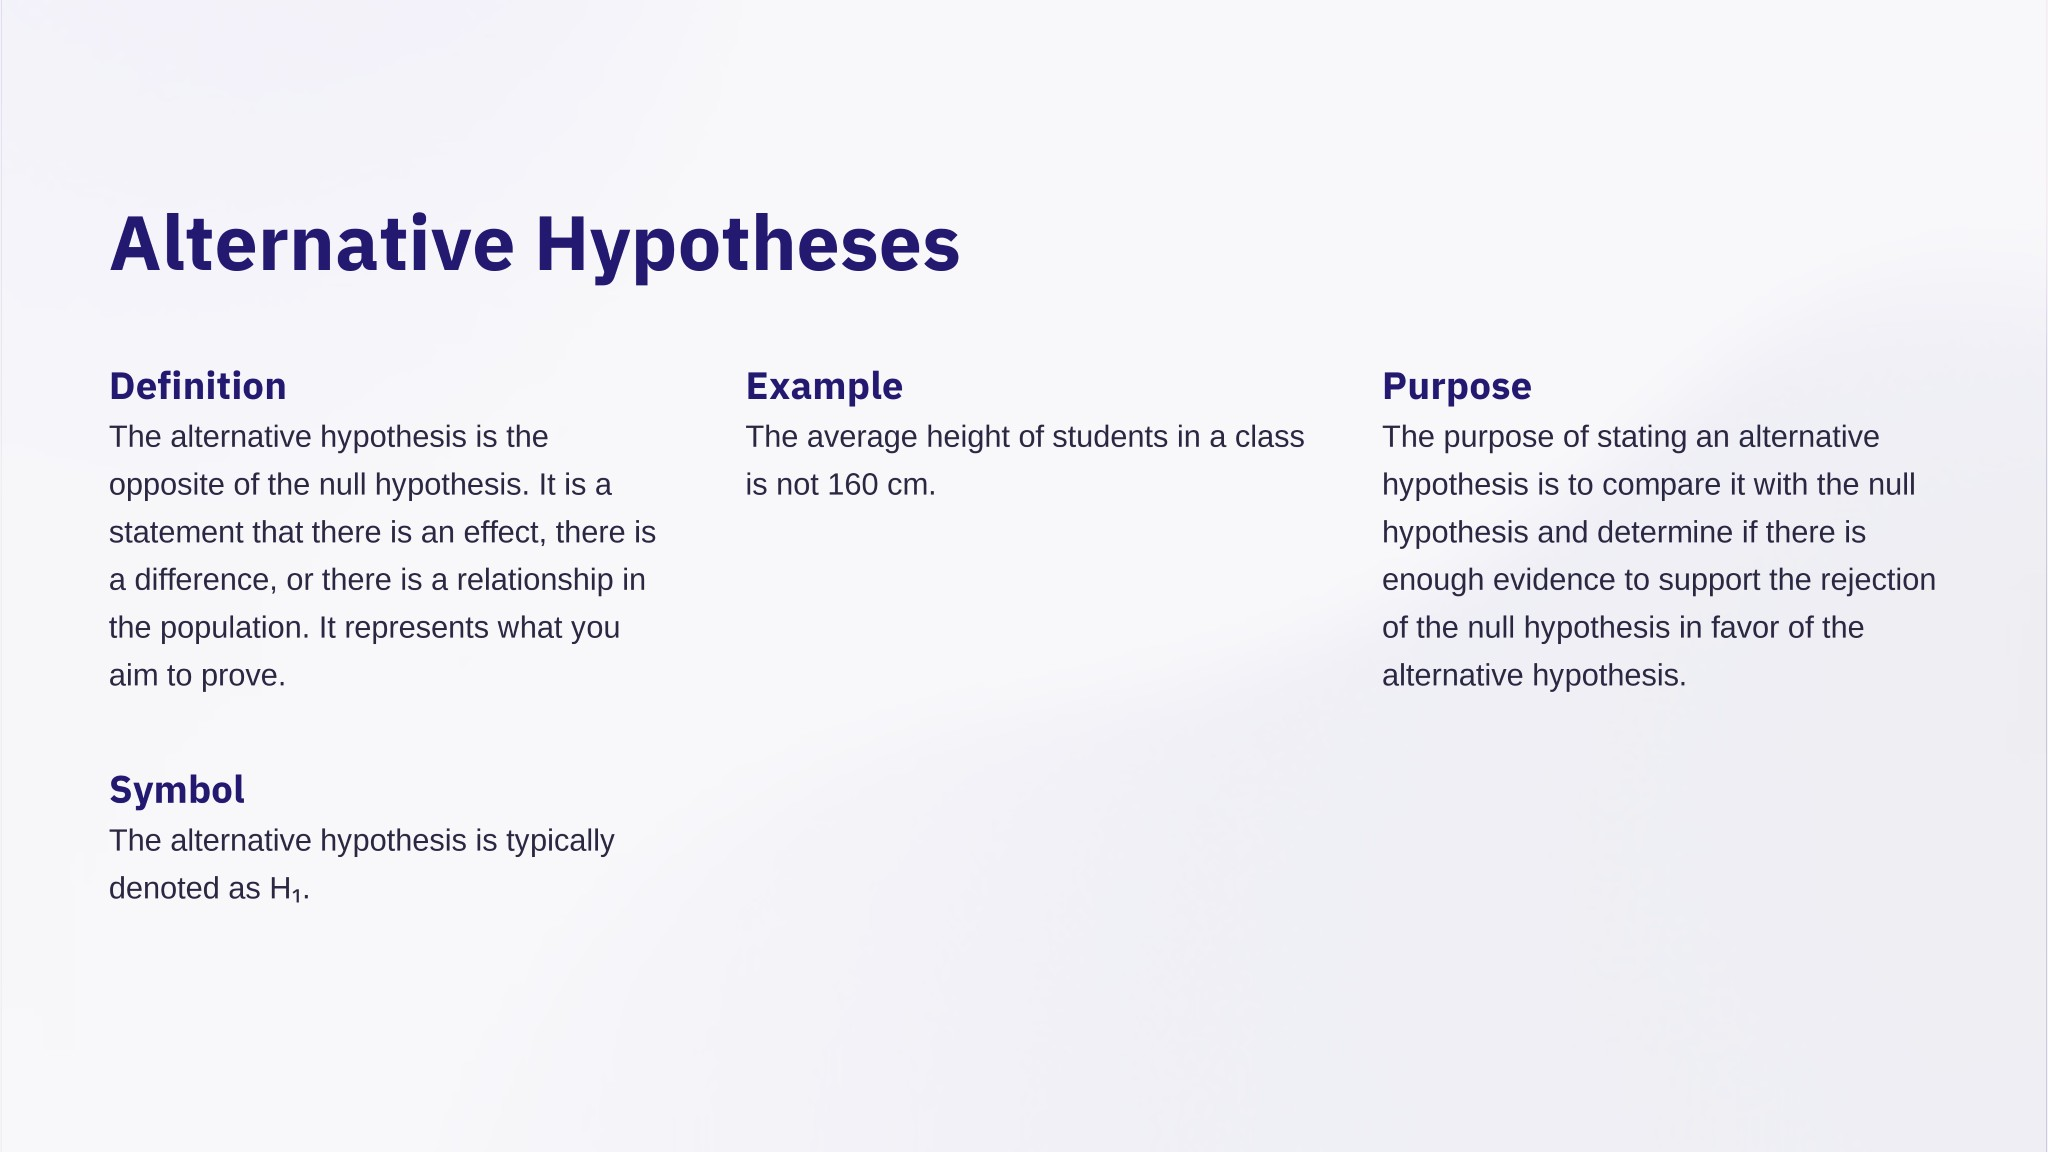 Alternative Hypotheses
Definition
The alternative hypothesis is the
opposite of the null hypothesis. It is a
statement that there is an effect, there is
a difference, or there is a relationship in
the population. It represents what you
aim to prove.
Symbol
The alternative hypothesis is typically
denoted as H₁.
Example
The average height of students in a class
is not 160 cm.
Purpose
The purpose of stating an alternative
hypothesis is to compare it with the null
hypothesis and determine if there is
enough evidence to support the rejection
of the null hypothesis in favor of the
alternative hypothesis.